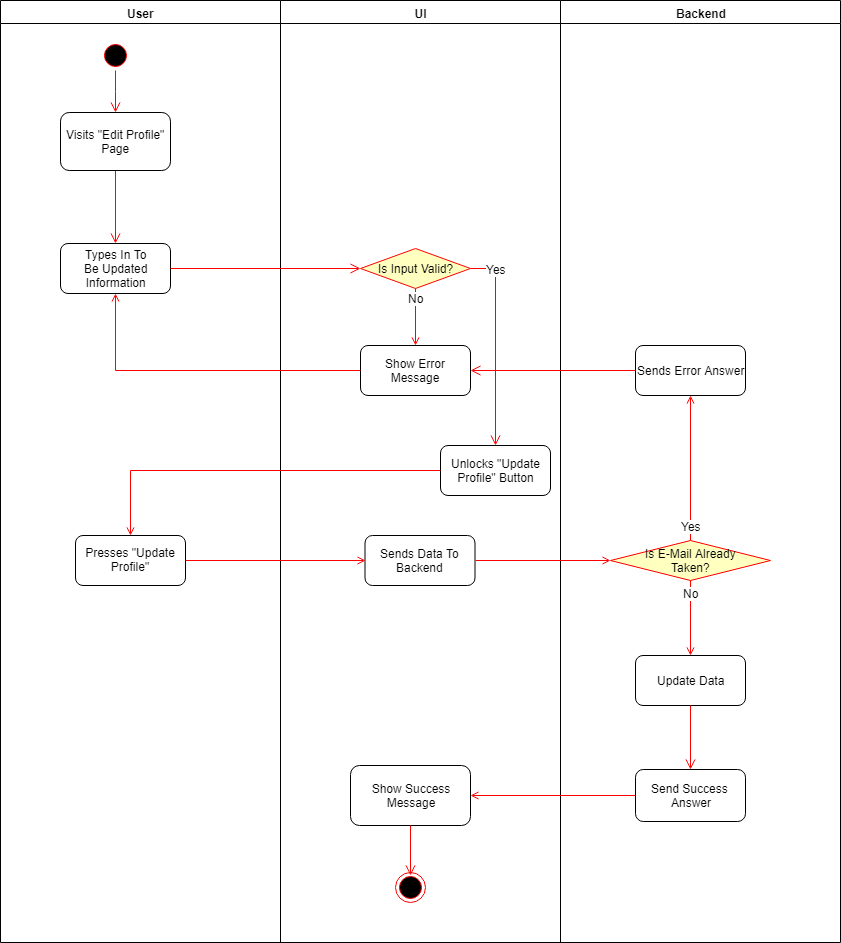 User
UI
Backend
Visits "Edit Profile"
Page
Types In To
Be Updated
Information
Is Input Valid?
Yes
No
Show Error
Message
Sends Error Answer
Unlocks "Update
Profile" Button
Yes
Presses "Update
Profile"
Sends Data To
Backend
Is E-Mail Already
Taken?
No
Update Data
Show Success
Message
Send Success
Answer